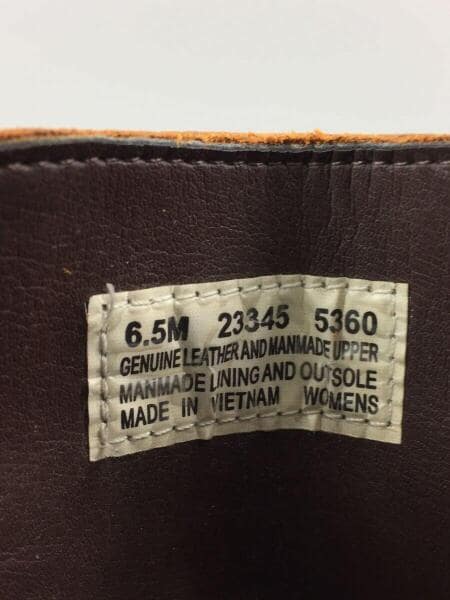 6.5M 23345 5360
GENUINE LEATHER AND MANMADE UPPER
MANMADE LINING AND OUTSOLE
MADE IN VIETNAM WOMENS